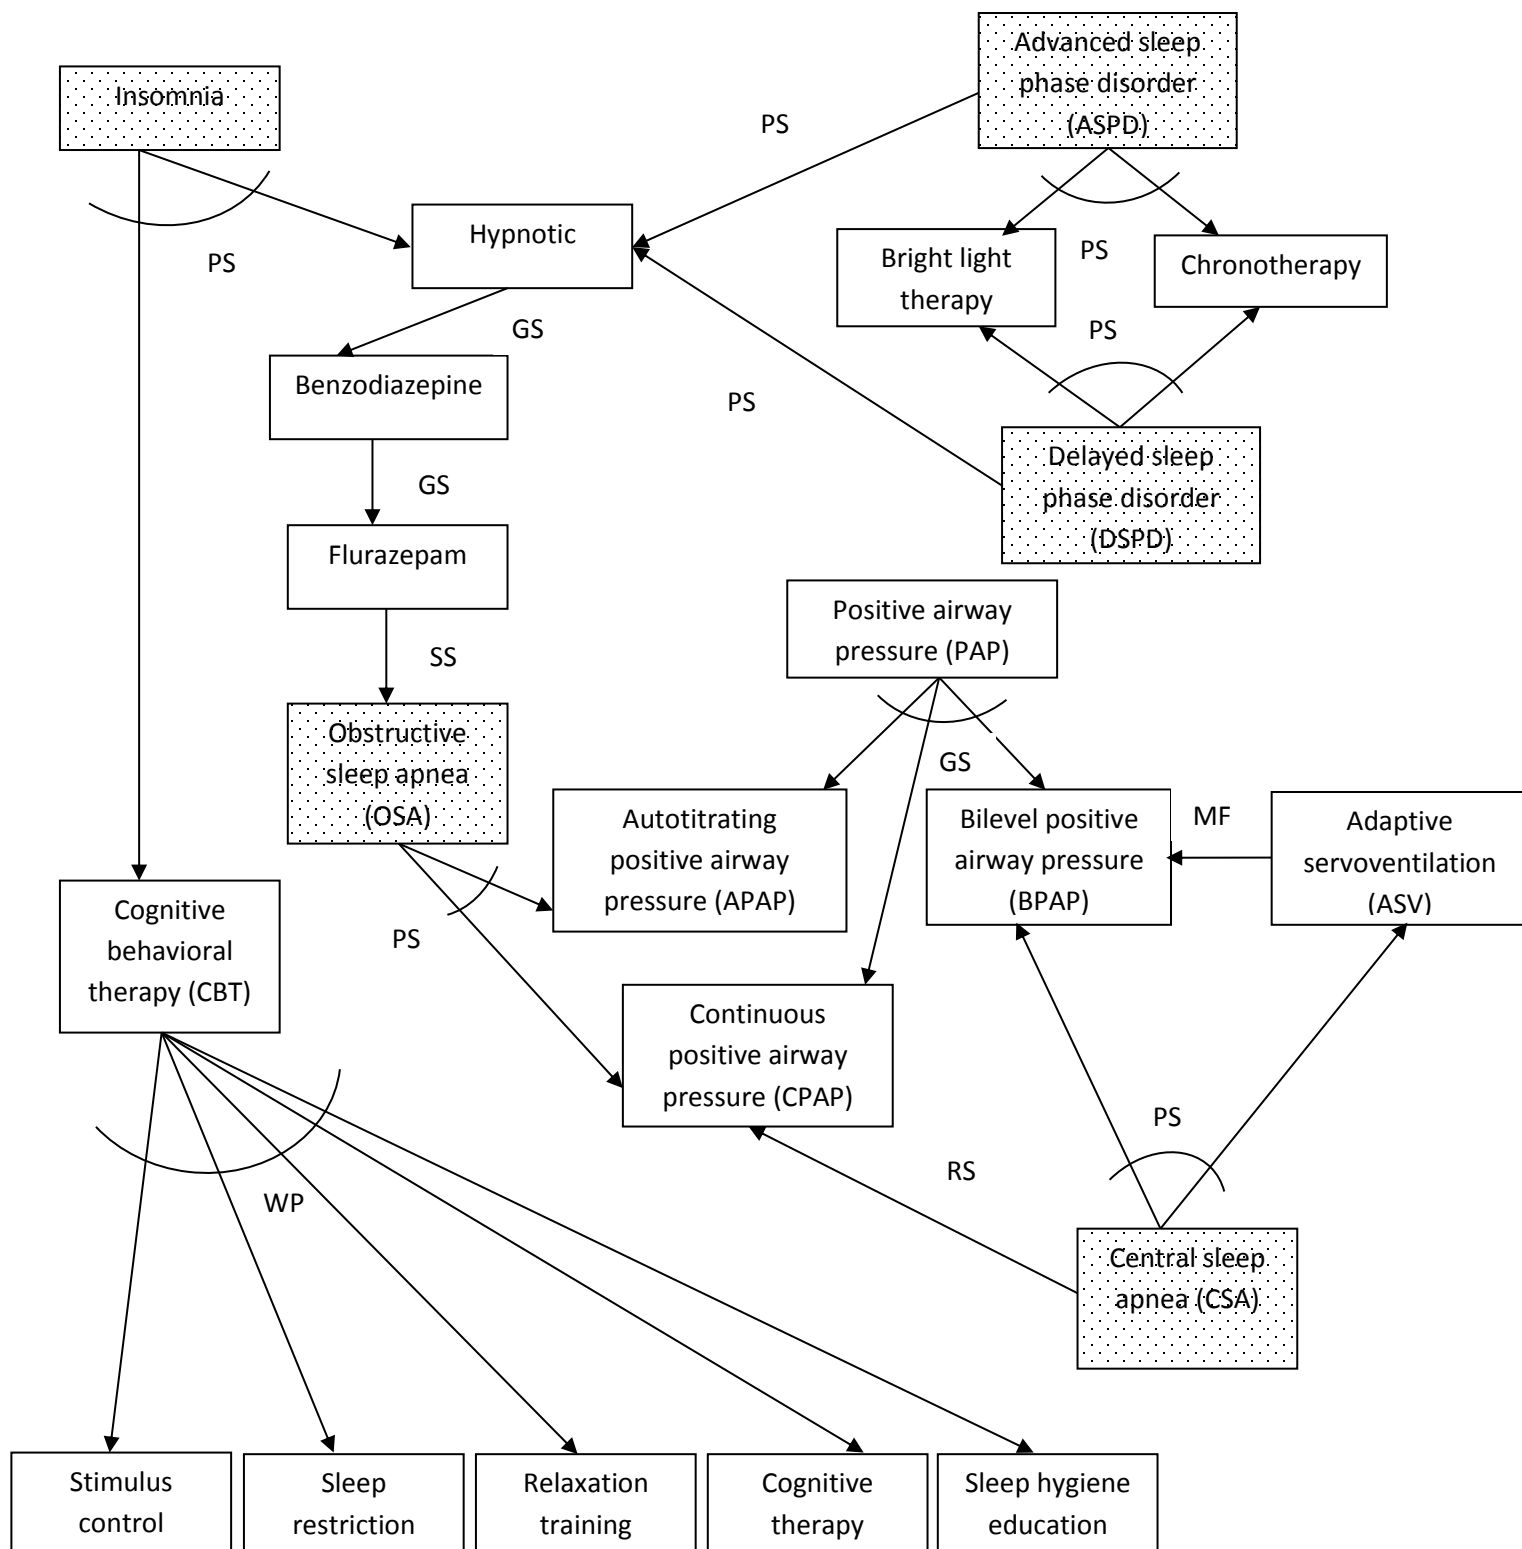 Advanced sleep
phase disorder
(ASPD)
Insomnia
PS
Hypnotic
PS
Bright light
therapy
PS
Chronotherapy
GS
PS
Benzodiazepine
PS
GS
Delayed sleep
phase disorder
(DSPD)
Flurazepam
Positive airway
pressure (PAP)
SS
Obstructive
sleep apnea
(OSA)
GS
Autotitrating
positive airway
pressure (APAP)
Bilevel positive
airway pressure
(BPAP)
MF
Adaptive
servoventilation
(ASV)
PS
Cognitive
behavioral
therapy (CBT)
Continuous
positive airway
pressure (CPAP)
PS
RS
WP
Central sleep
apnea (CSA)
Stimulus
control
Sleep
restriction
Relaxation
training
Cognitive
therapy
Sleep hygiene
education